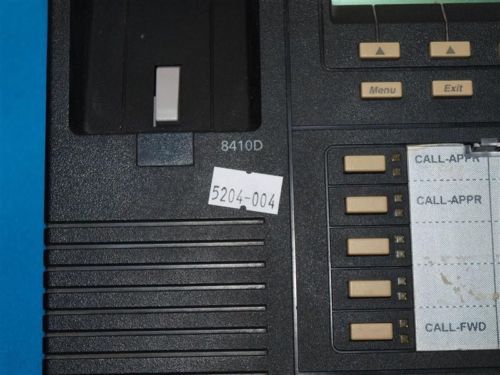 Menu
Exit
8410D
5204-004
CALL-APPR
CALL-APPR
CALL-FWD